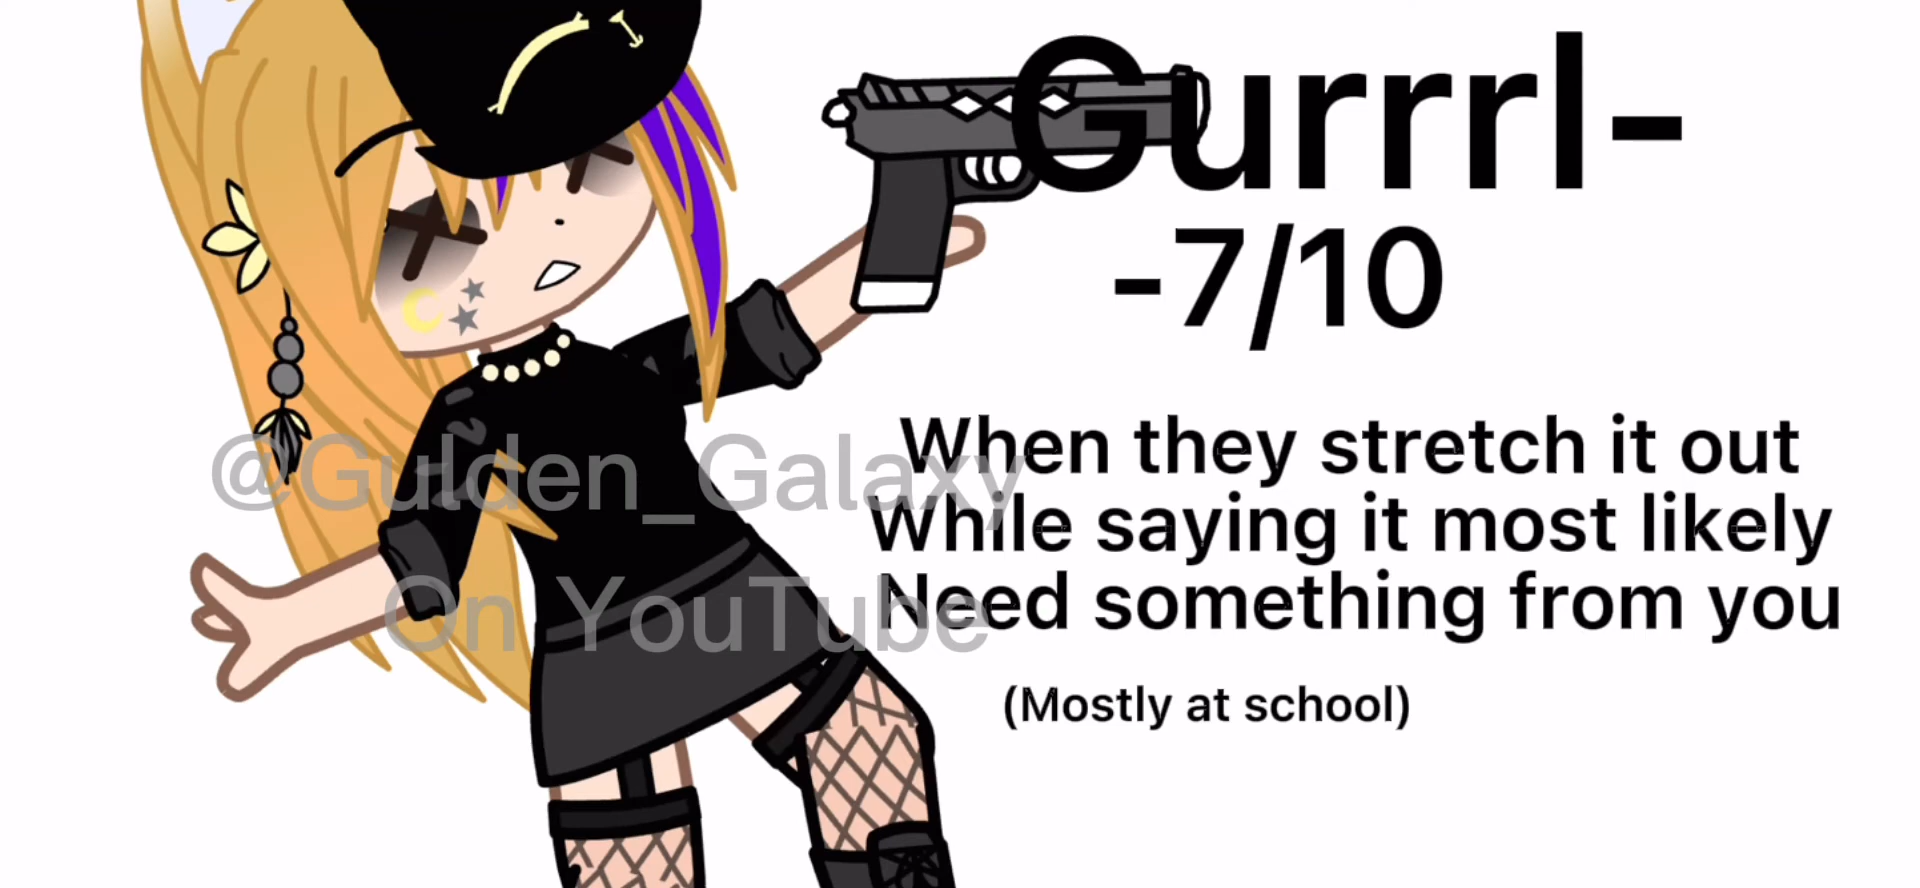 Gurrrl-
-7/10
When they stretch it out
While saying it most likely
Need something from you
(Mostly at school)
@Gulden_Galaxy
On YouTube